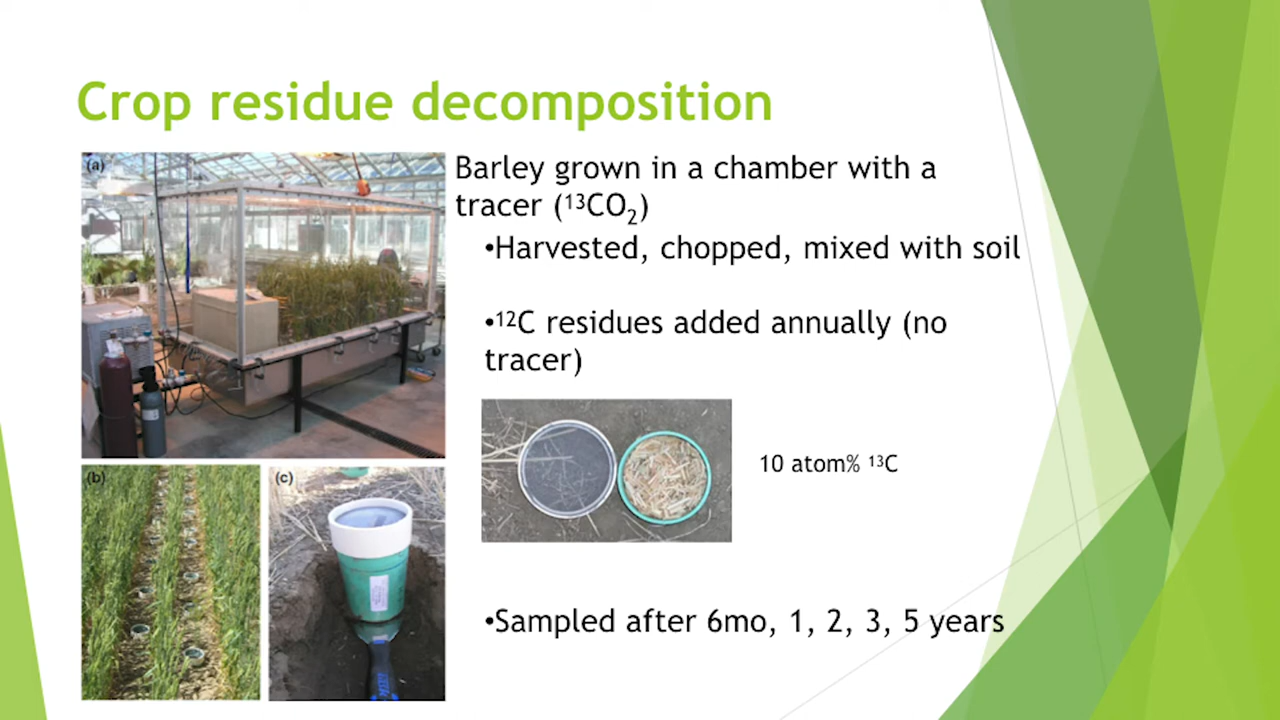 Crop residue decomposition
(a)
Barley grown in a chamber with a
tracer (¹³CO₂)
•Harvested, chopped, mixed with soil
•¹²C residues added annually (no
tracer)
10 atom% ¹³C
(b)
(c)
•Sampled after 6mo, 1, 2, 3, 5 years